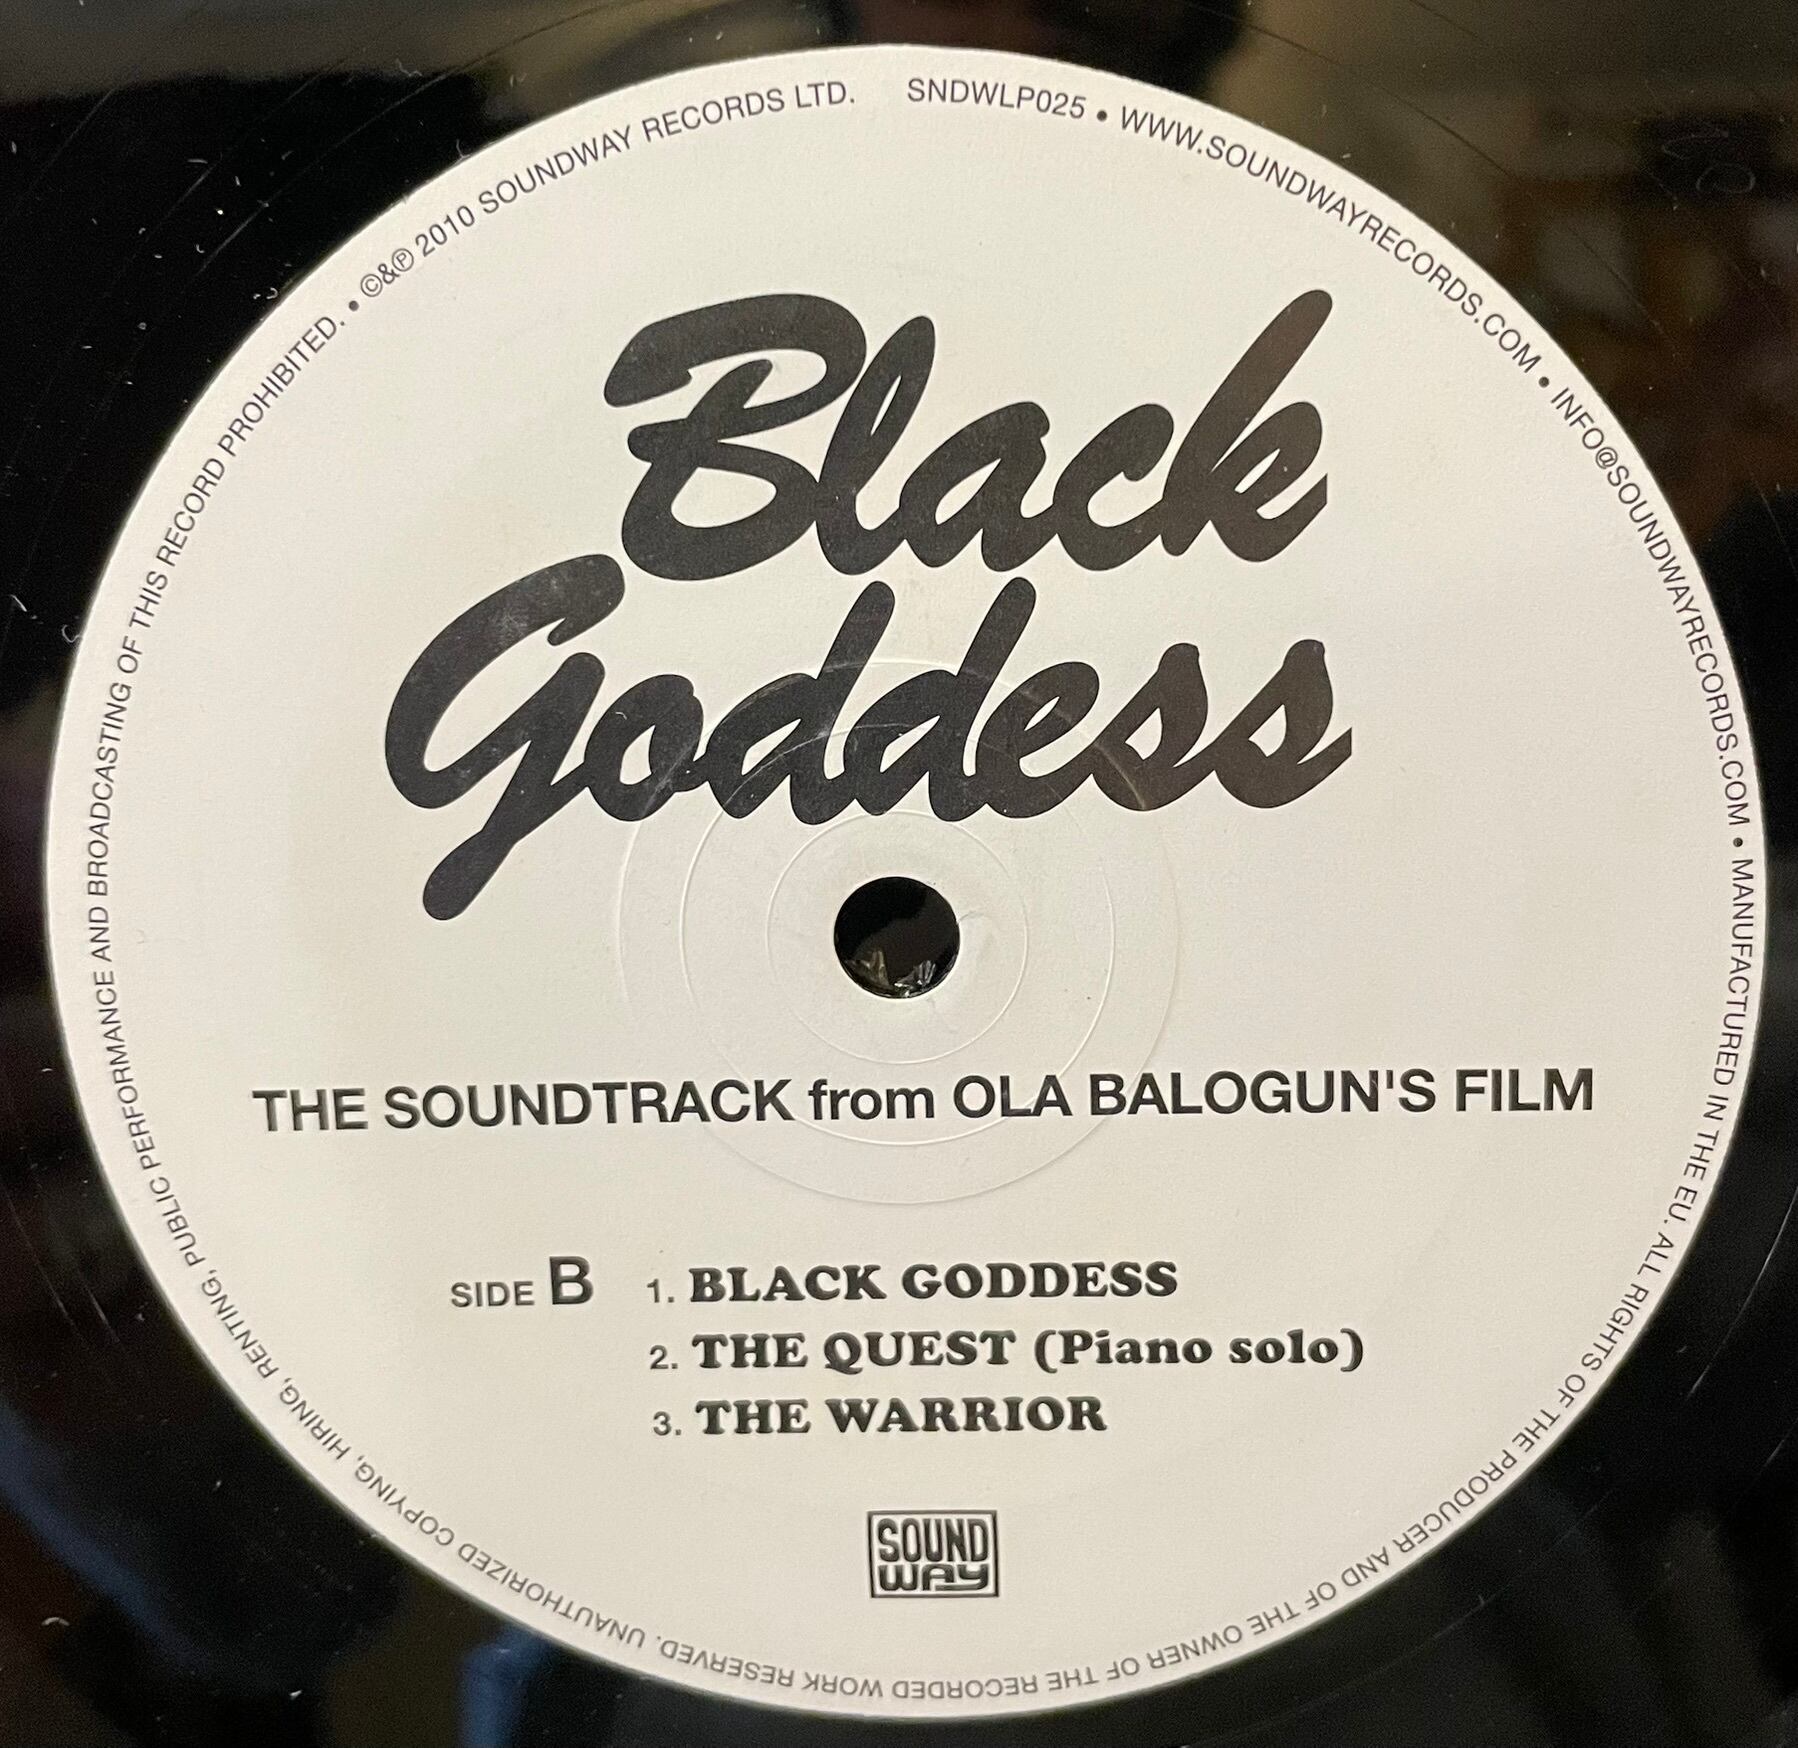 ©&℗ 2010 SOUNDWAY RECORDS LTD. SNDWLP025 • WWW.SOUNDWAYRECORDS.COM • INFO@SOUNDWAYRECORDS.COM • MANUFACTURED IN THE EU. ALL RIGHTS OF THE PRODUCER AND OF THE OWNER OF THE RECORDED WORK RESERVED. UNAUTHORIZED COPYING, HIRING, RENTING, PUBLIC PERFORMANCE AND BROADCASTING OF THIS RECORD PROHIBITED. •
Black
Goddess
THE SOUNDTRACK from OLA BALOGUN'S FILM
SIDE B 1. BLACK GODDESS
2. THE QUEST (Piano solo)
3. THE WARRIOR
SOUND
WAY